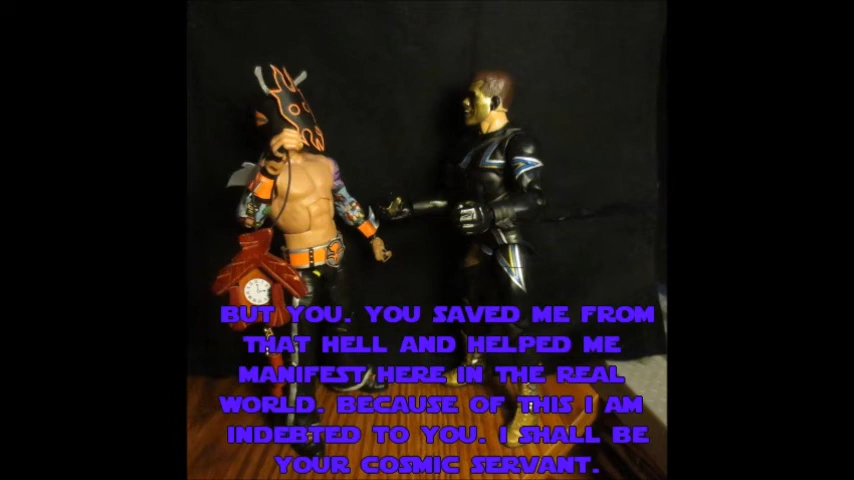 BUT YOU. YOU SAVED ME FROM
THAT HELL AND HELPED ME
MANIFEST HERE IN THE REAL
WORLD. BECAUSE OF THIS I AM
INDEBTED TO YOU. I SHALL BE
YOUR COSMIC SERVANT.